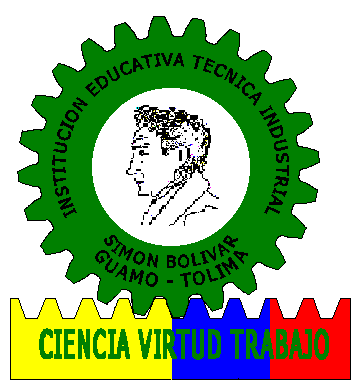 INSTITUCION EDUCATIVA TECNICA INDUSTRIAL
SIMON BOLIVAR
GUAMO - TOLIMA
CIENCIA VIRTUD TRABAJO